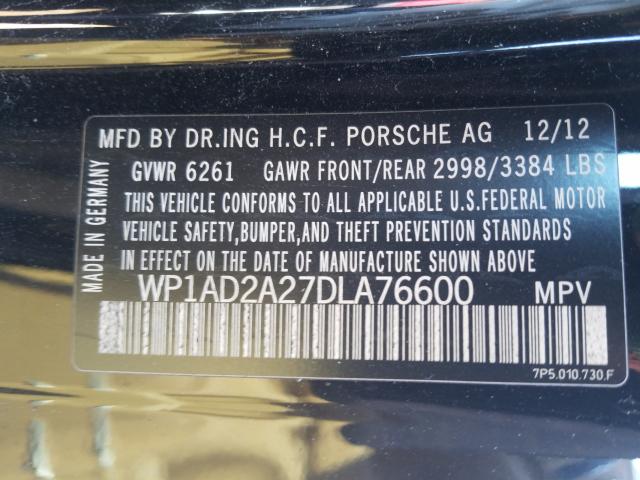 MFD BY DR.ING H.C.F. PORSCHE AG 12/12
GVWR 6261 GAWR FRONT/REAR 2998/3384 LBS
THIS VEHICLE CONFORMS TO ALL APPLICABLE U.S.FEDERAL MOTOR
VEHICLE SAFETY,BUMPER,AND THEFT PREVENTION STANDARDS
IN EFFECT ON THE DATE OF MANUFACTURE SHOWN ABOVE
WP1AD2A27DLA76600 MPV
7P5.010.730.F
MADE IN GERMANY